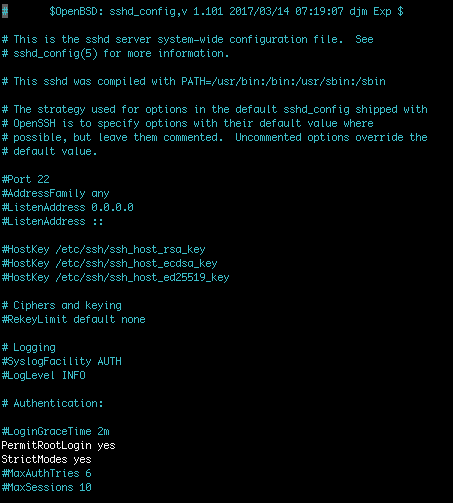 #	$OpenBSD: sshd_config,v 1.101 2017/03/14 07:19:07 djm Exp $
# This is the sshd server system-wide configuration file.  See
# sshd_config(5) for more information.
# This sshd was compiled with PATH=/usr/bin:/bin:/usr/sbin:/sbin
# The strategy used for options in the default sshd_config shipped with
# OpenSSH is to specify options with their default value where
# possible, but leave them commented.  Uncommented options override the
# default value.
#Port 22
#AddressFamily any
#ListenAddress 0.0.0.0
#ListenAddress ::
#HostKey /etc/ssh/ssh_host_rsa_key
#HostKey /etc/ssh/ssh_host_ecdsa_key
#HostKey /etc/ssh/ssh_host_ed25519_key
# Ciphers and keying
#RekeyLimit default none
# Logging
#SyslogFacility AUTH
#LogLevel INFO
# Authentication:
#LoginGraceTime 2m
PermitRootLogin yes
StrictModes yes
#MaxAuthTries 6
#MaxSessions 10